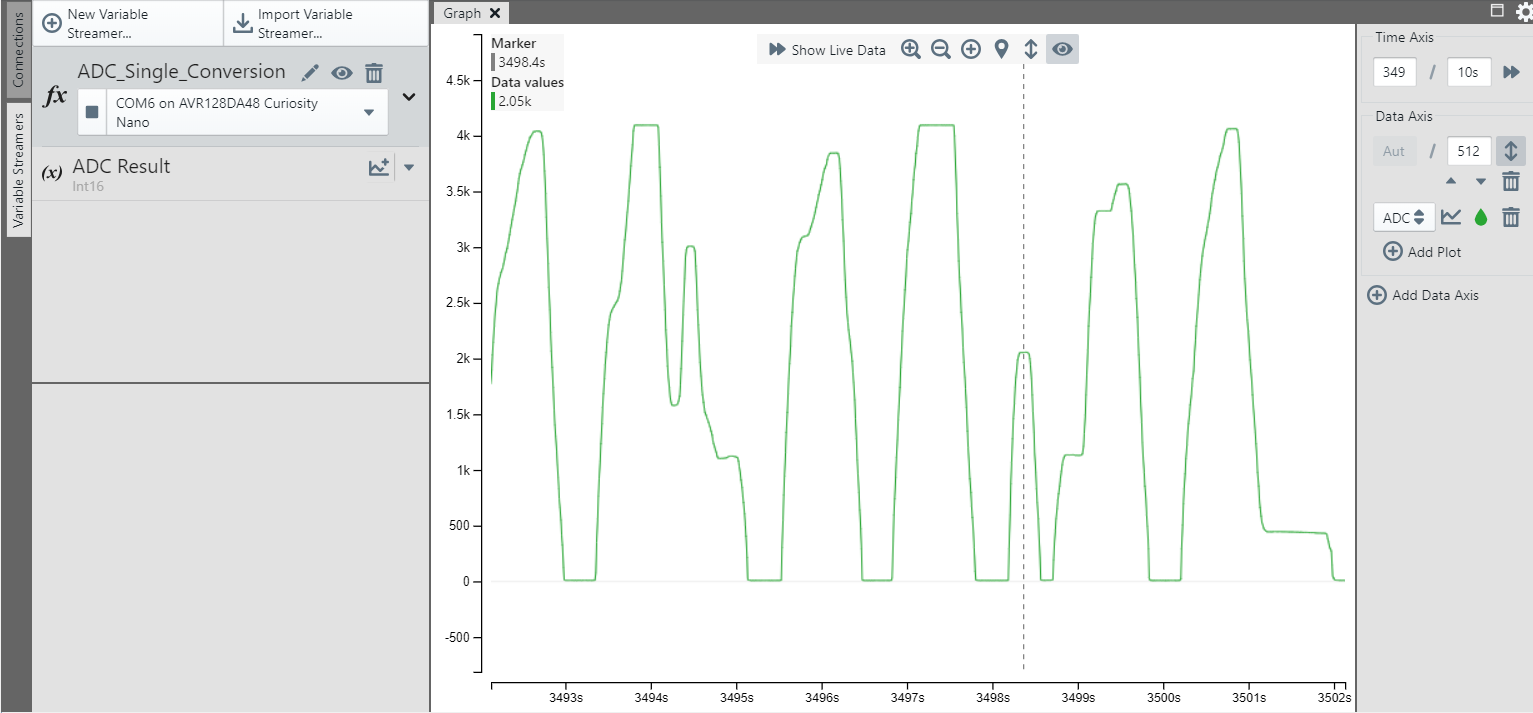 Connections
Variable Streamers
New Variable
Streamer...
Import Variable
Streamer...
fx
ADC_Single_Conversion
COM6 on AVR128DA48 Curiosity
Nano
(x)
ADC Result
Int16
Graph
Marker
3498.4s
Data values
2.05k
Show Live Data
4.5k
4k
3.5k
3k
2.5k
2k
1.5k
1k
500
0
-500
3493s
3494s
3495s
3496s
3497s
3498s
3499s
3500s
3501s
3502s
Time Axis
349 / 10s
Data Axis
Aut / 512
ADC
Add Plot
Add Data Axis